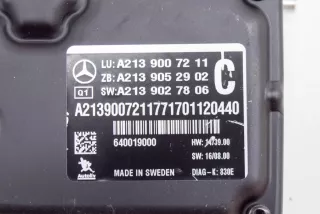 LU: A213 900 72 11
ZB: A213 905 29 02
Q1
SW: A213 902 78 06
C
A2139007211771701120440
640019000
HW: 14/39.00
SW: 16/08.00
Autoliv
MADE IN SWEDEN
DIAG-K: 830E